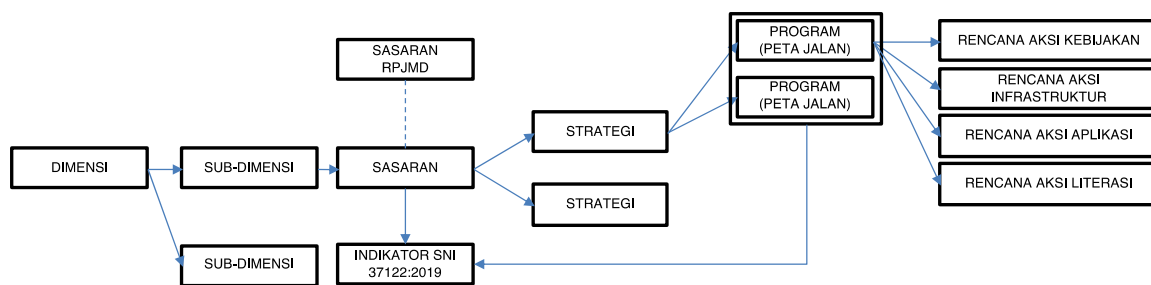 DIMENSI
SUB-DIMENSI
SUB-DIMENSI
SASARAN
RPJMD
SASARAN
INDIKATOR SNI
37122:2019
STRATEGI
STRATEGI
PROGRAM
(PETA JALAN)
PROGRAM
(PETA JALAN)
RENCANA AKSI KEBIJAKAN
RENCANA AKSI
INFRASTRUKTUR
RENCANA AKSI APLIKASI
RENCANA AKSI LITERASI